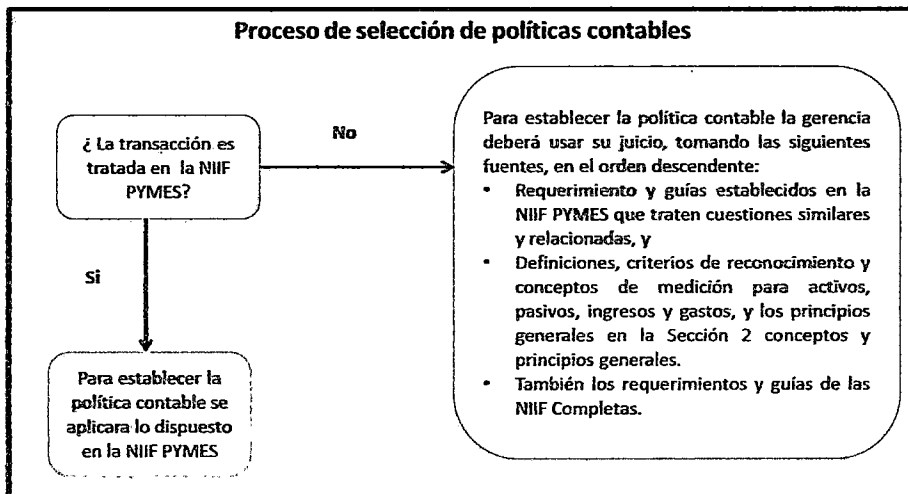 Proceso de selección de políticas contables
¿ La transacción es
tratada en la NIIF
PYMES?
No
Si
Para establecer la
política contable se
aplicara lo dispuesto
en la NIIF PYMES
Para establecer la política contable la gerencia
deberá usar su juicio, tomando las siguientes
fuentes, en el orden descendente:
• Requerimiento y guías establecidos en la
NIIF PYMES que traten cuestiones similares
y relacionadas, y
• Definiciones, criterios de reconocimiento y
conceptos de medición para activos,
pasivos, ingresos y gastos, y los principios
generales en la Sección 2 conceptos y
principios generales.
• También los requerimientos y guías de las
NIIF Completas.